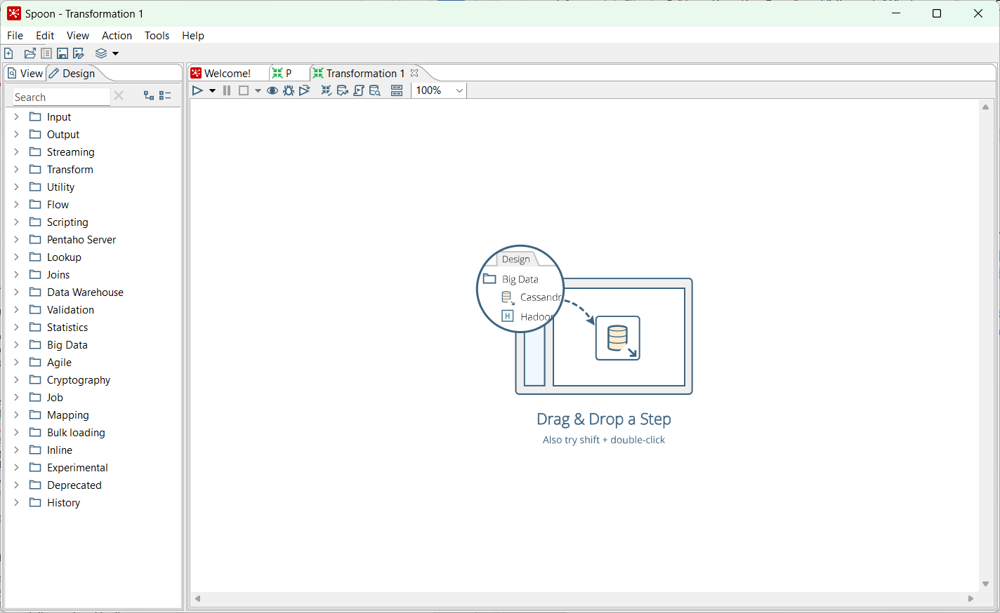 Spoon - Transformation 1
File Edit View Action Tools Help
View Design
Search
Input
Output
Streaming
Transform
Utility
Flow
Scripting
Pentaho Server
Lookup
Joins
Data Warehouse
Validation
Statistics
Big Data
Agile
Cryptography
Job
Mapping
Bulk loading
Inline
Experimental
Deprecated
History
Welcome! P Transformation 1
100%
Design
Big Data
Cassandr
H Hadoop
Drag & Drop a Step
Also try shift + double-click